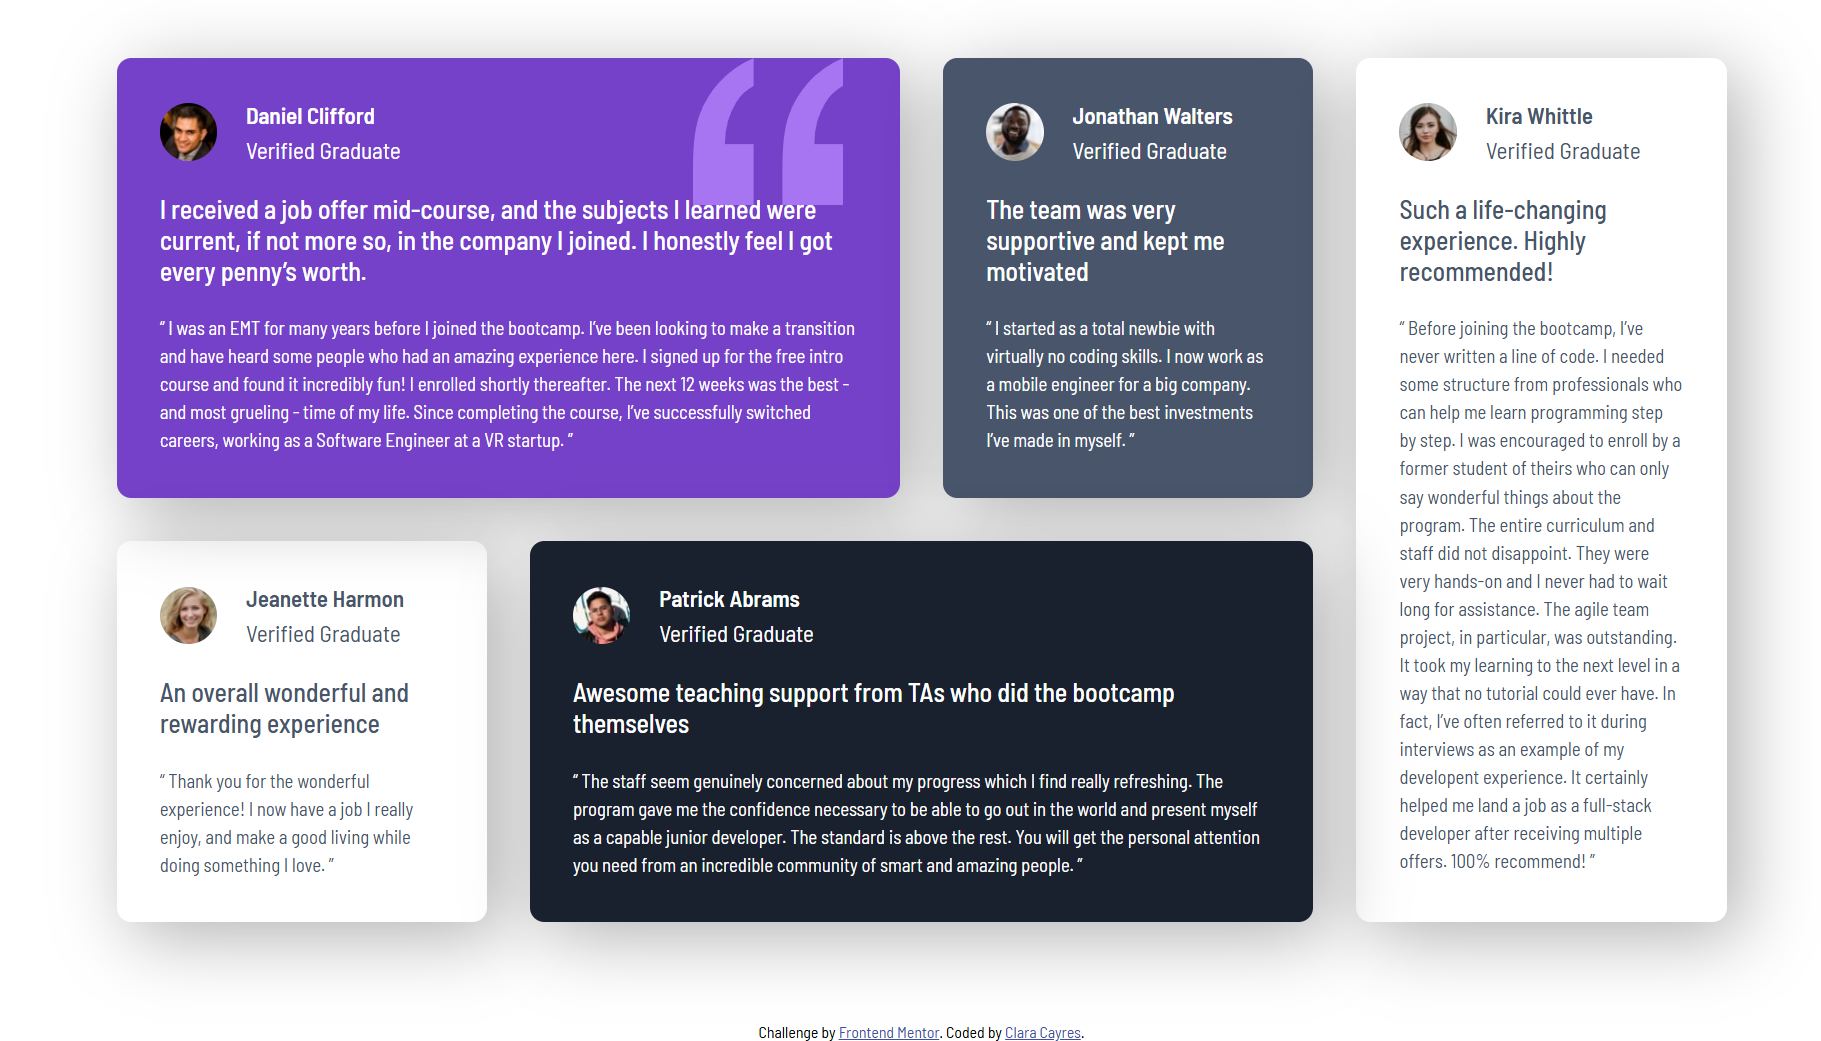 Daniel Clifford
Verified Graduate
I received a job offer mid-course, and the subjects I learned were
current, if not more so, in the company I joined. I honestly feel I got
every penny’s worth.
“ I was an EMT for many years before I joined the bootcamp. I’ve been looking to make a transition
and have heard some people who had an amazing experience here. I signed up for the free intro
course and found it incredibly fun! I enrolled shortly thereafter. The next 12 weeks was the best -
and most grueling - time of my life. Since completing the course, I’ve successfully switched
careers, working as a Software Engineer at a VR startup. ”
Jonathan Walters
Verified Graduate
The team was very
supportive and kept me
motivated
“ I started as a total newbie with
virtually no coding skills. I now work as
a mobile engineer for a big company.
This was one of the best investments
I’ve made in myself. ”
Kira Whittle
Verified Graduate
Such a life-changing
experience. Highly
recommended!
“ Before joining the bootcamp, I’ve
never written a line of code. I needed
some structure from professionals who
can help me learn programming step
by step. I was encouraged to enroll by a
former student of theirs who can only
say wonderful things about the
program. The entire curriculum and
staff did not disappoint. They were
very hands-on and I never had to wait
long for assistance. The agile team
project, in particular, was outstanding.
It took my learning to the next level in a
way that no tutorial could ever have. In
fact, I’ve often referred to it during
interviews as an example of my
developent experience. It certainly
helped me land a job as a full-stack
developer after receiving multiple
offers. 100% recommend! ”
Jeanette Harmon
Verified Graduate
An overall wonderful and
rewarding experience
“ Thank you for the wonderful
experience! I now have a job I really
enjoy, and make a good living while
doing something I love. ”
Patrick Abrams
Verified Graduate
Awesome teaching support from TAs who did the bootcamp
themselves
“ The staff seem genuinely concerned about my progress which I find really refreshing. The
program gave me the confidence necessary to be able to go out in the world and present myself
as a capable junior developer. The standard is above the rest. You will get the personal attention
you need from an incredible community of smart and amazing people. ”
Challenge by Frontend Mentor. Coded by Clara Cayres.